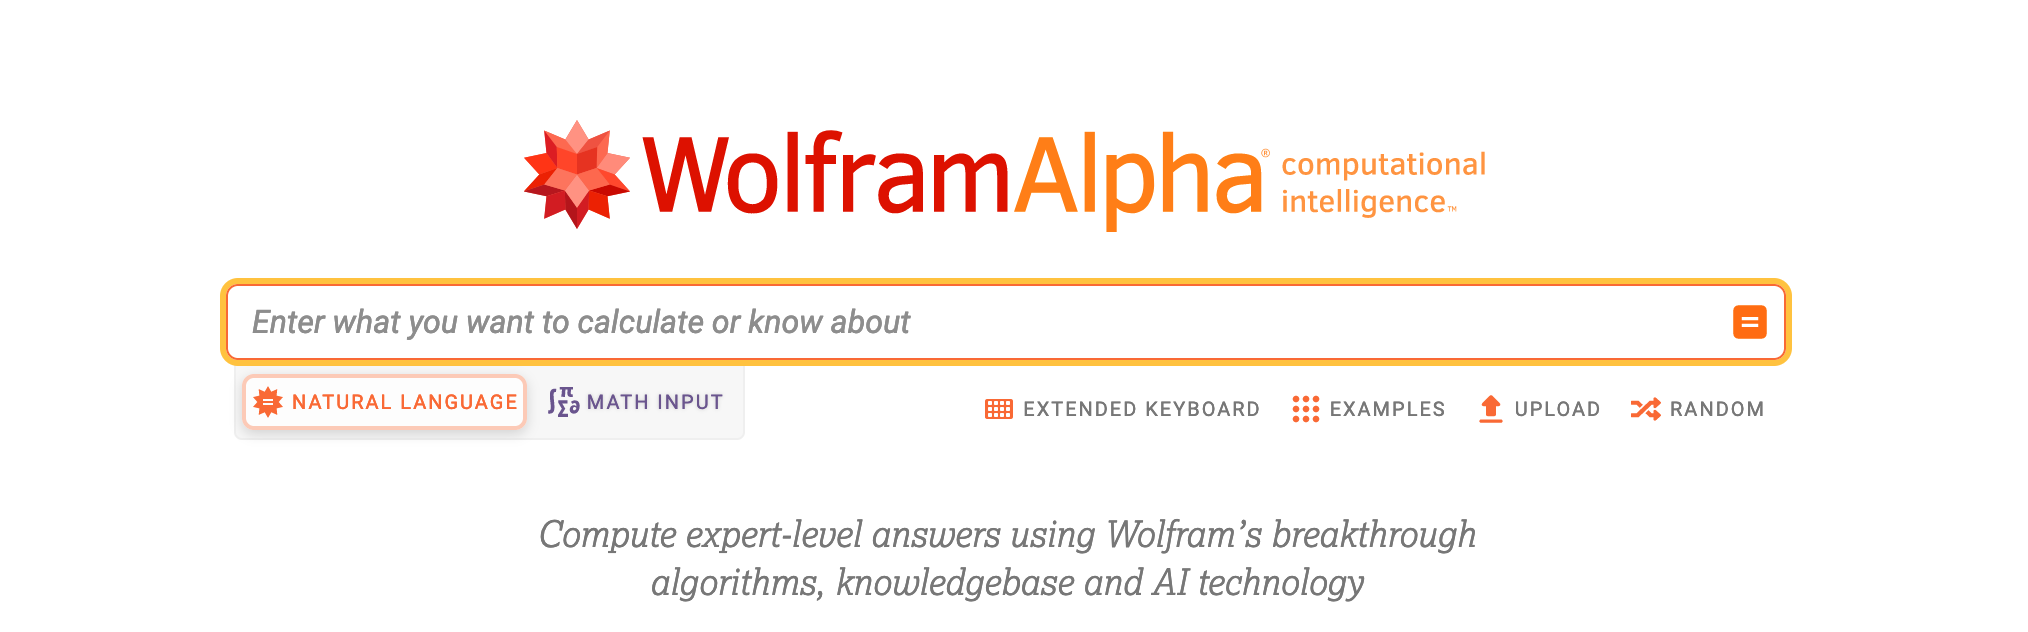 WolframAlpha® computational
intelligence™
Enter what you want to calculate or know about
NATURAL LANGUAGE MATH INPUT EXTENDED KEYBOARD EXAMPLES UPLOAD RANDOM
Compute expert-level answers using Wolfram’s breakthrough
algorithms, knowledgebase and AI technology